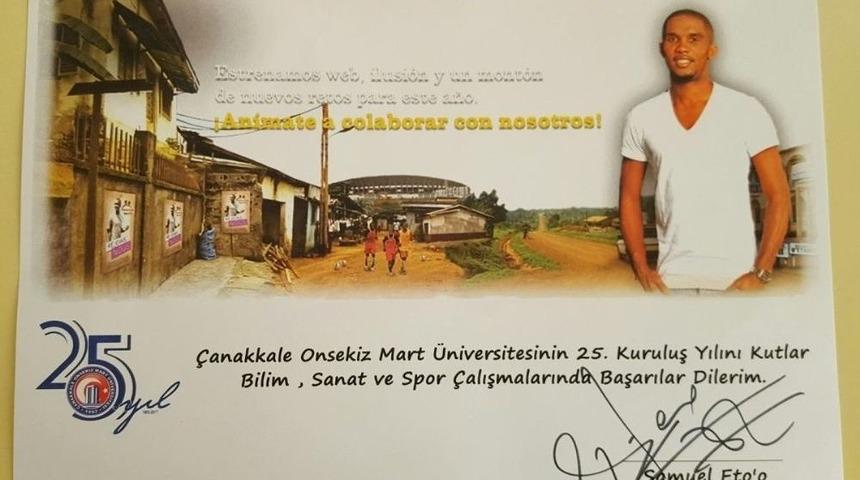 Estrenamos web, ilusión y un montón
de nuevos retos para este año.
¡Anímate a colaborar con nosotros!
25
yıl
Çanakkale Onsekiz Mart Üniversitesinin 25. Kuruluş Yılını Kutlar
Bilim , Sanat ve Spor Çalışmalarında Başarılar Dilerim.
Samuel Eto'o